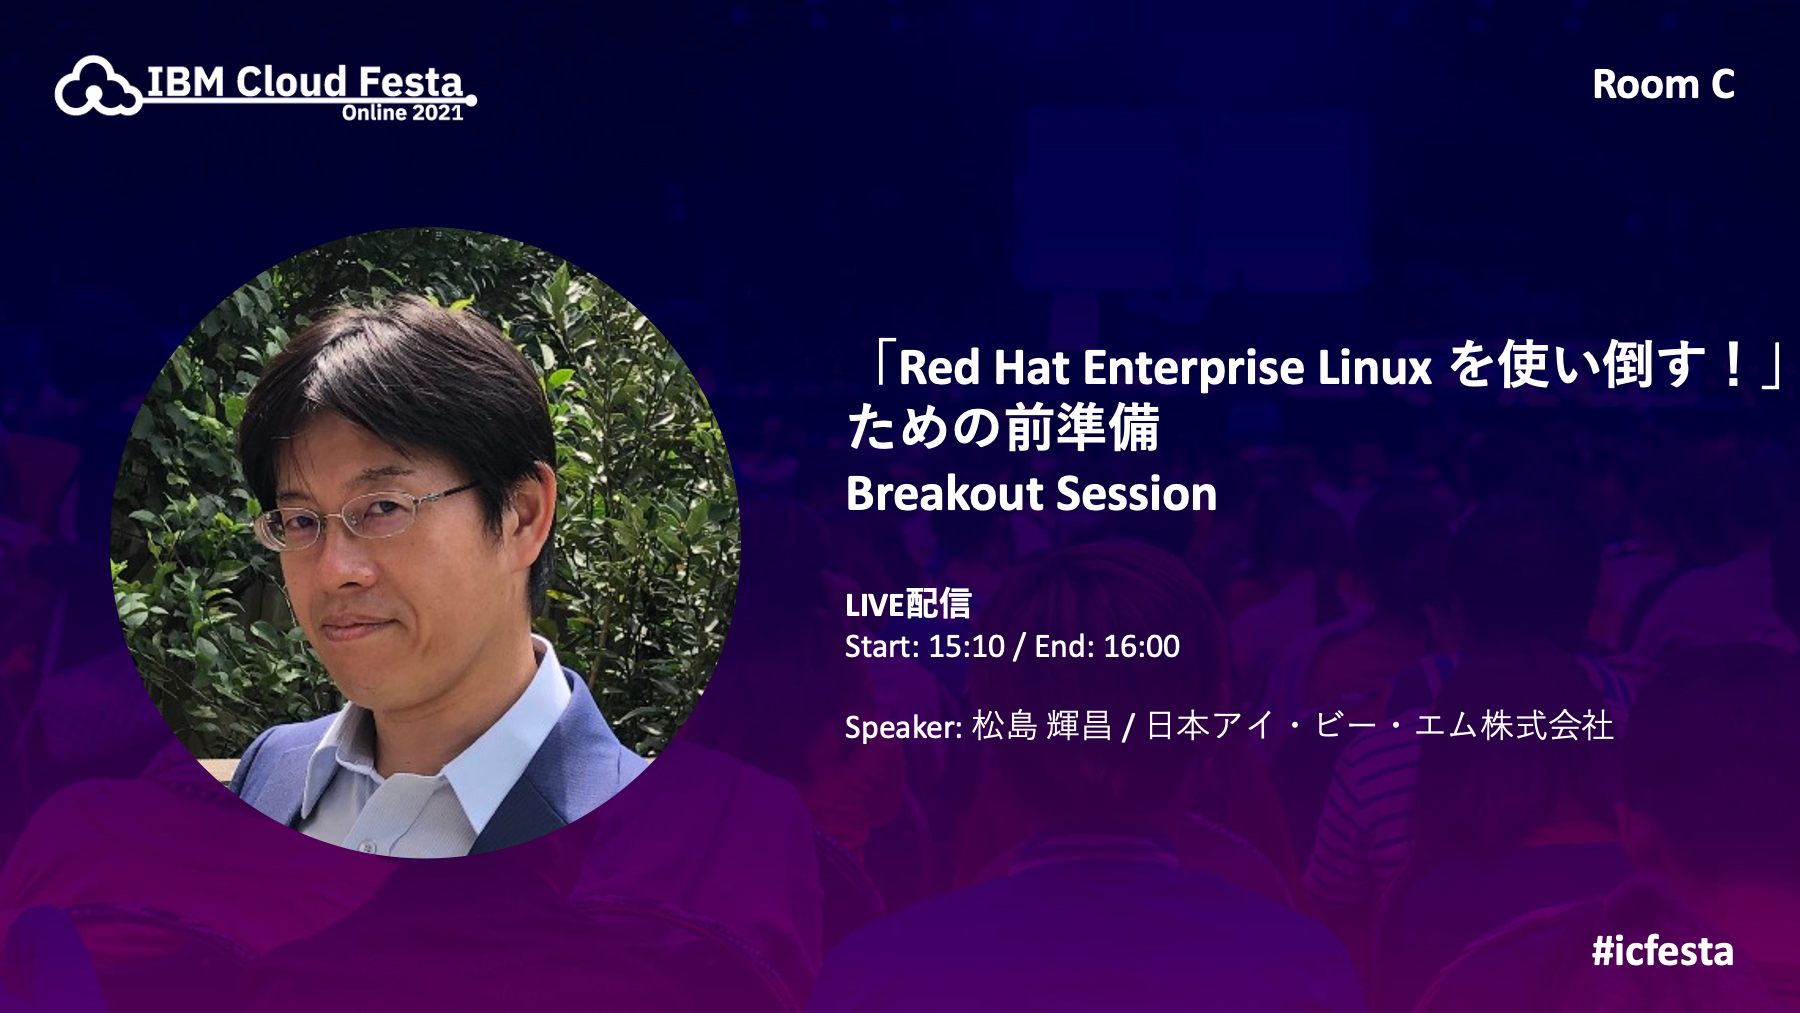 IBM Cloud Festa
Online 2021
Room C
「Red Hat Enterprise Linux を使い倒す！」
ための前準備
Breakout Session
LIVE配信
Start: 15:10 / End: 16:00
Speaker: 松島 輝昌 / 日本アイ・ビー・エム株式会社
#icfesta